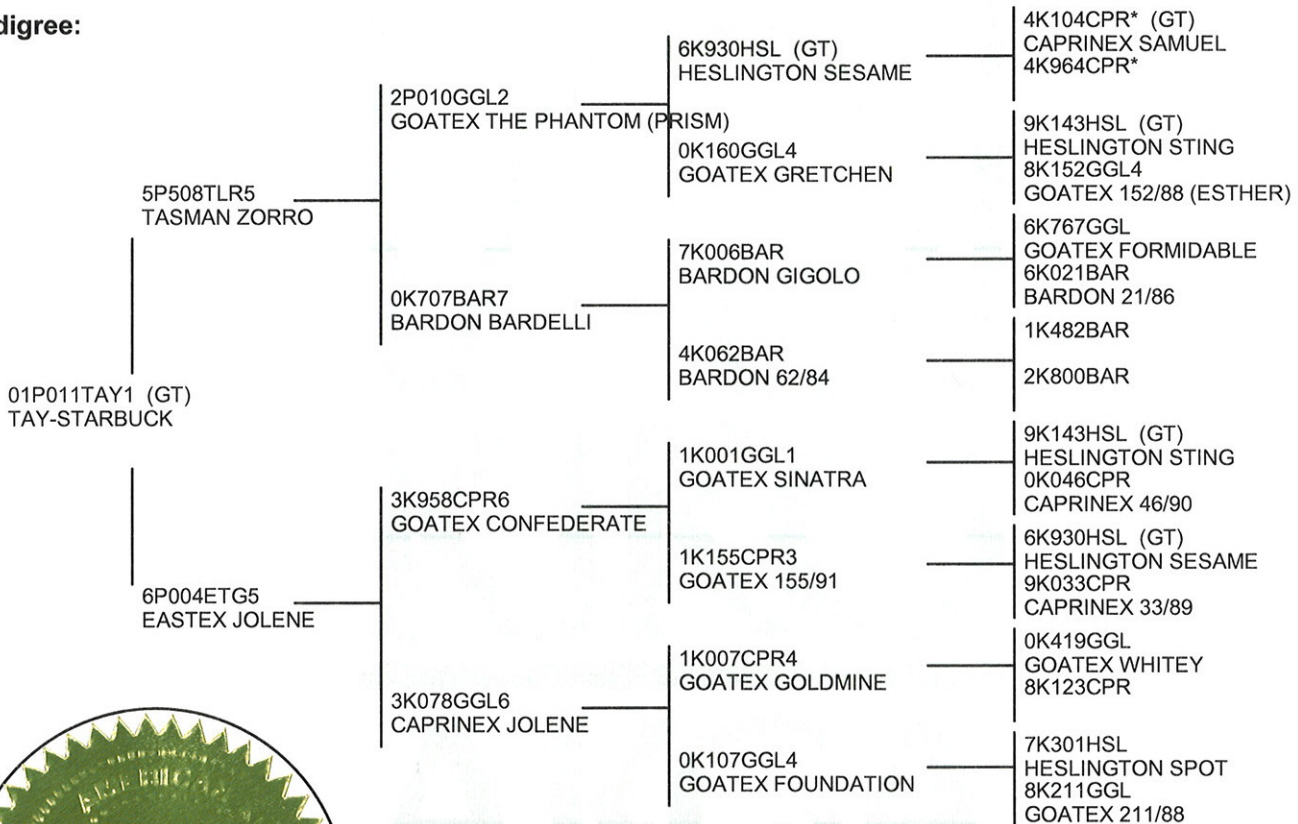 digree:
01P011TAY1 (GT)
TAY-STARBUCK
5P508TLR5
TASMAN ZORRO
6P004ETG5
EASTEX JOLENE
2P010GGL2
GOATEX THE PHANTOM (PRISM)
0K707BAR7
BARDON BARDELLI
3K958CPR6
GOATEX CONFEDERATE
3K078GGL6
CAPRINEX JOLENE
6K930HSL (GT)
HESLINGTON SESAME
0K160GGL4
GOATEX GRETCHEN
7K006BAR
BARDON GIGOLO
4K062BAR
BARDON 62/84
1K001GGL1
GOATEX SINATRA
1K155CPR3
GOATEX 155/91
1K007CPR4
GOATEX GOLDMINE
0K107GGL4
GOATEX FOUNDATION
4K104CPR* (GT)
CAPRINEX SAMUEL
4K964CPR*
9K143HSL (GT)
HESLINGTON STING
8K152GGL4
GOATEX 152/88 (ESTHER)
6K767GGL
GOATEX FORMIDABLE
6K021BAR
BARDON 21/86
1K482BAR
2K800BAR
9K143HSL (GT)
HESLINGTON STING
0K046CPR
CAPRINEX 46/90
6K930HSL (GT)
HESLINGTON SESAME
9K033CPR
CAPRINEX 33/89
0K419GGL
GOATEX WHITEY
8K123CPR
7K301HSL
HESLINGTON SPOT
8K211GGL
GOATEX 211/88